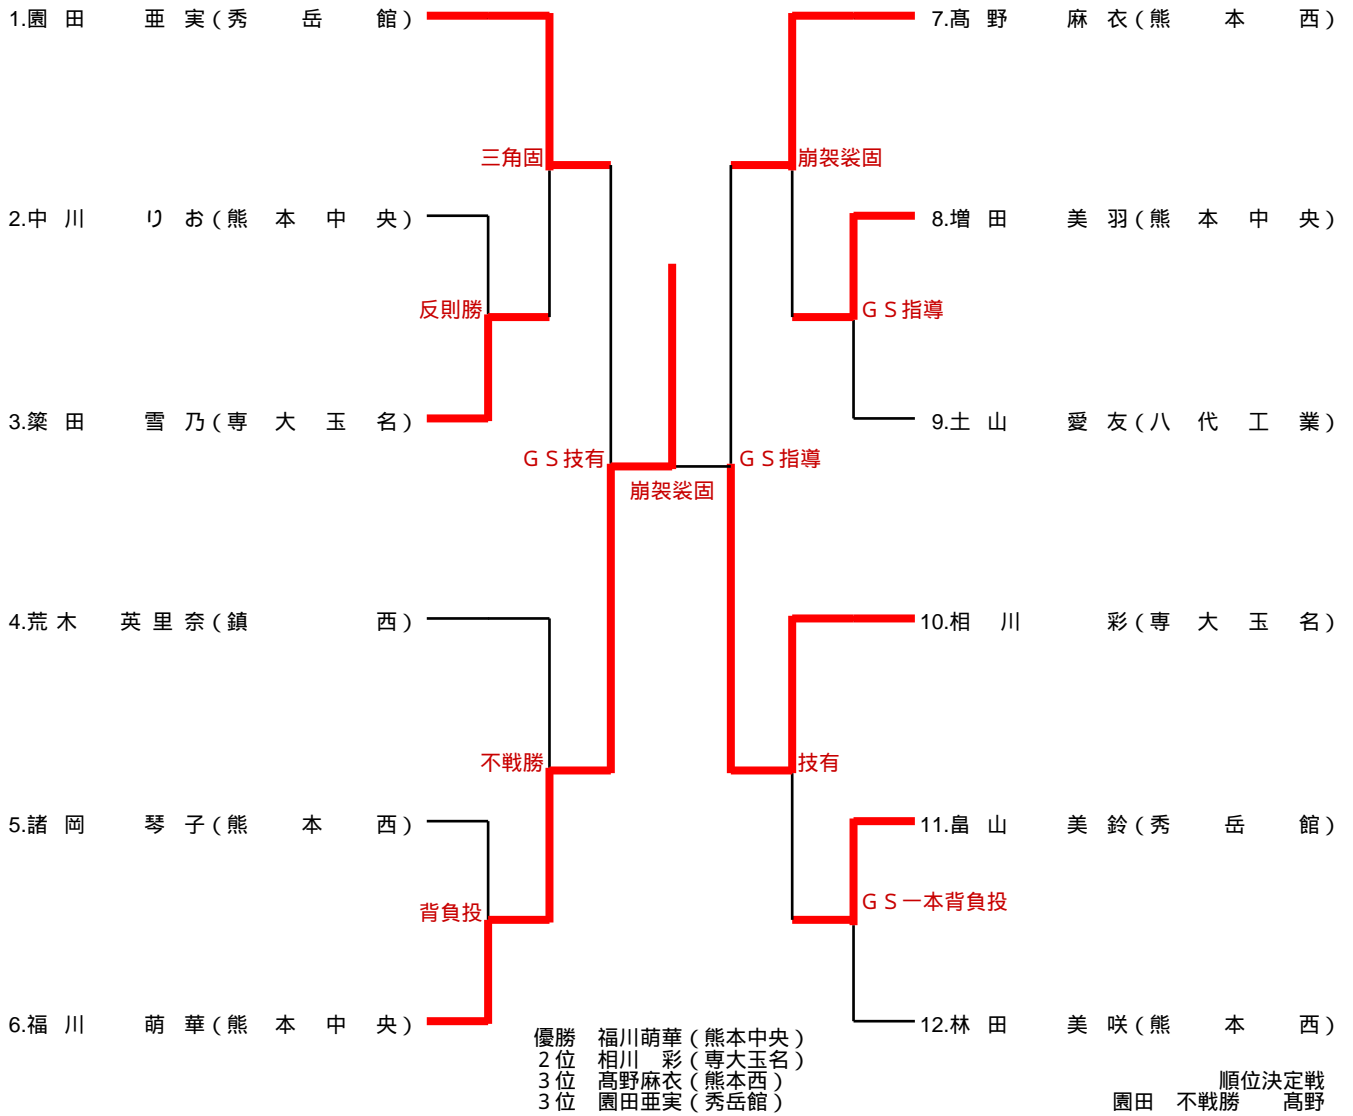 1.園田 亜実(秀岳館)
三角固
2.中川 りお(熊本中央)
反則勝
3.簗田 雪乃(専大玉名)
GS技有
4.荒木 英里奈(鎮西)
不戦勝
5.諸岡 琴子(熊本西)
背負投
6.福川 萌華(熊本中央)
崩袈裟固
7.髙野 麻衣(熊本西)
崩袈裟固
8.増田 美羽(熊本中央)
GS指導
9.土山 愛友(八代工業)
GS指導
10.相川 彩(専大玉名)
技有
11.畠山 美鈴(秀岳館)
GS一本背負投
12.林田 美咲(熊本西)
優勝 福川萌華(熊本中央)
2位 相川 彩(専大玉名)
3位 髙野麻衣(熊本西)
3位 園田亜実(秀岳館)
順位決定戦
園田 不戦勝 髙野